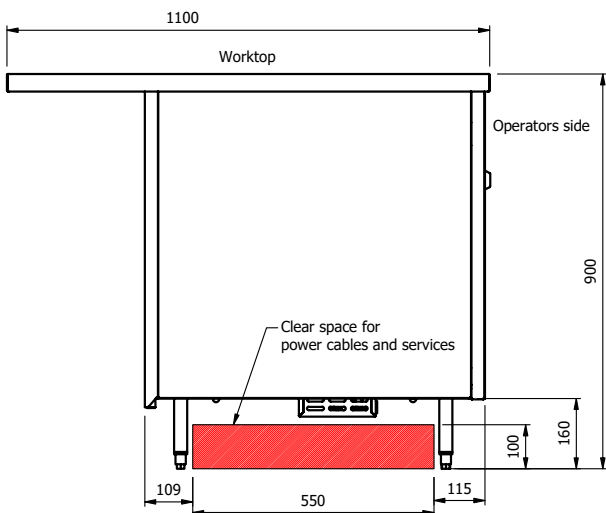 1100
Worktop
Operators side
900
Clear space for
power cables and services
160
100
109
550
115